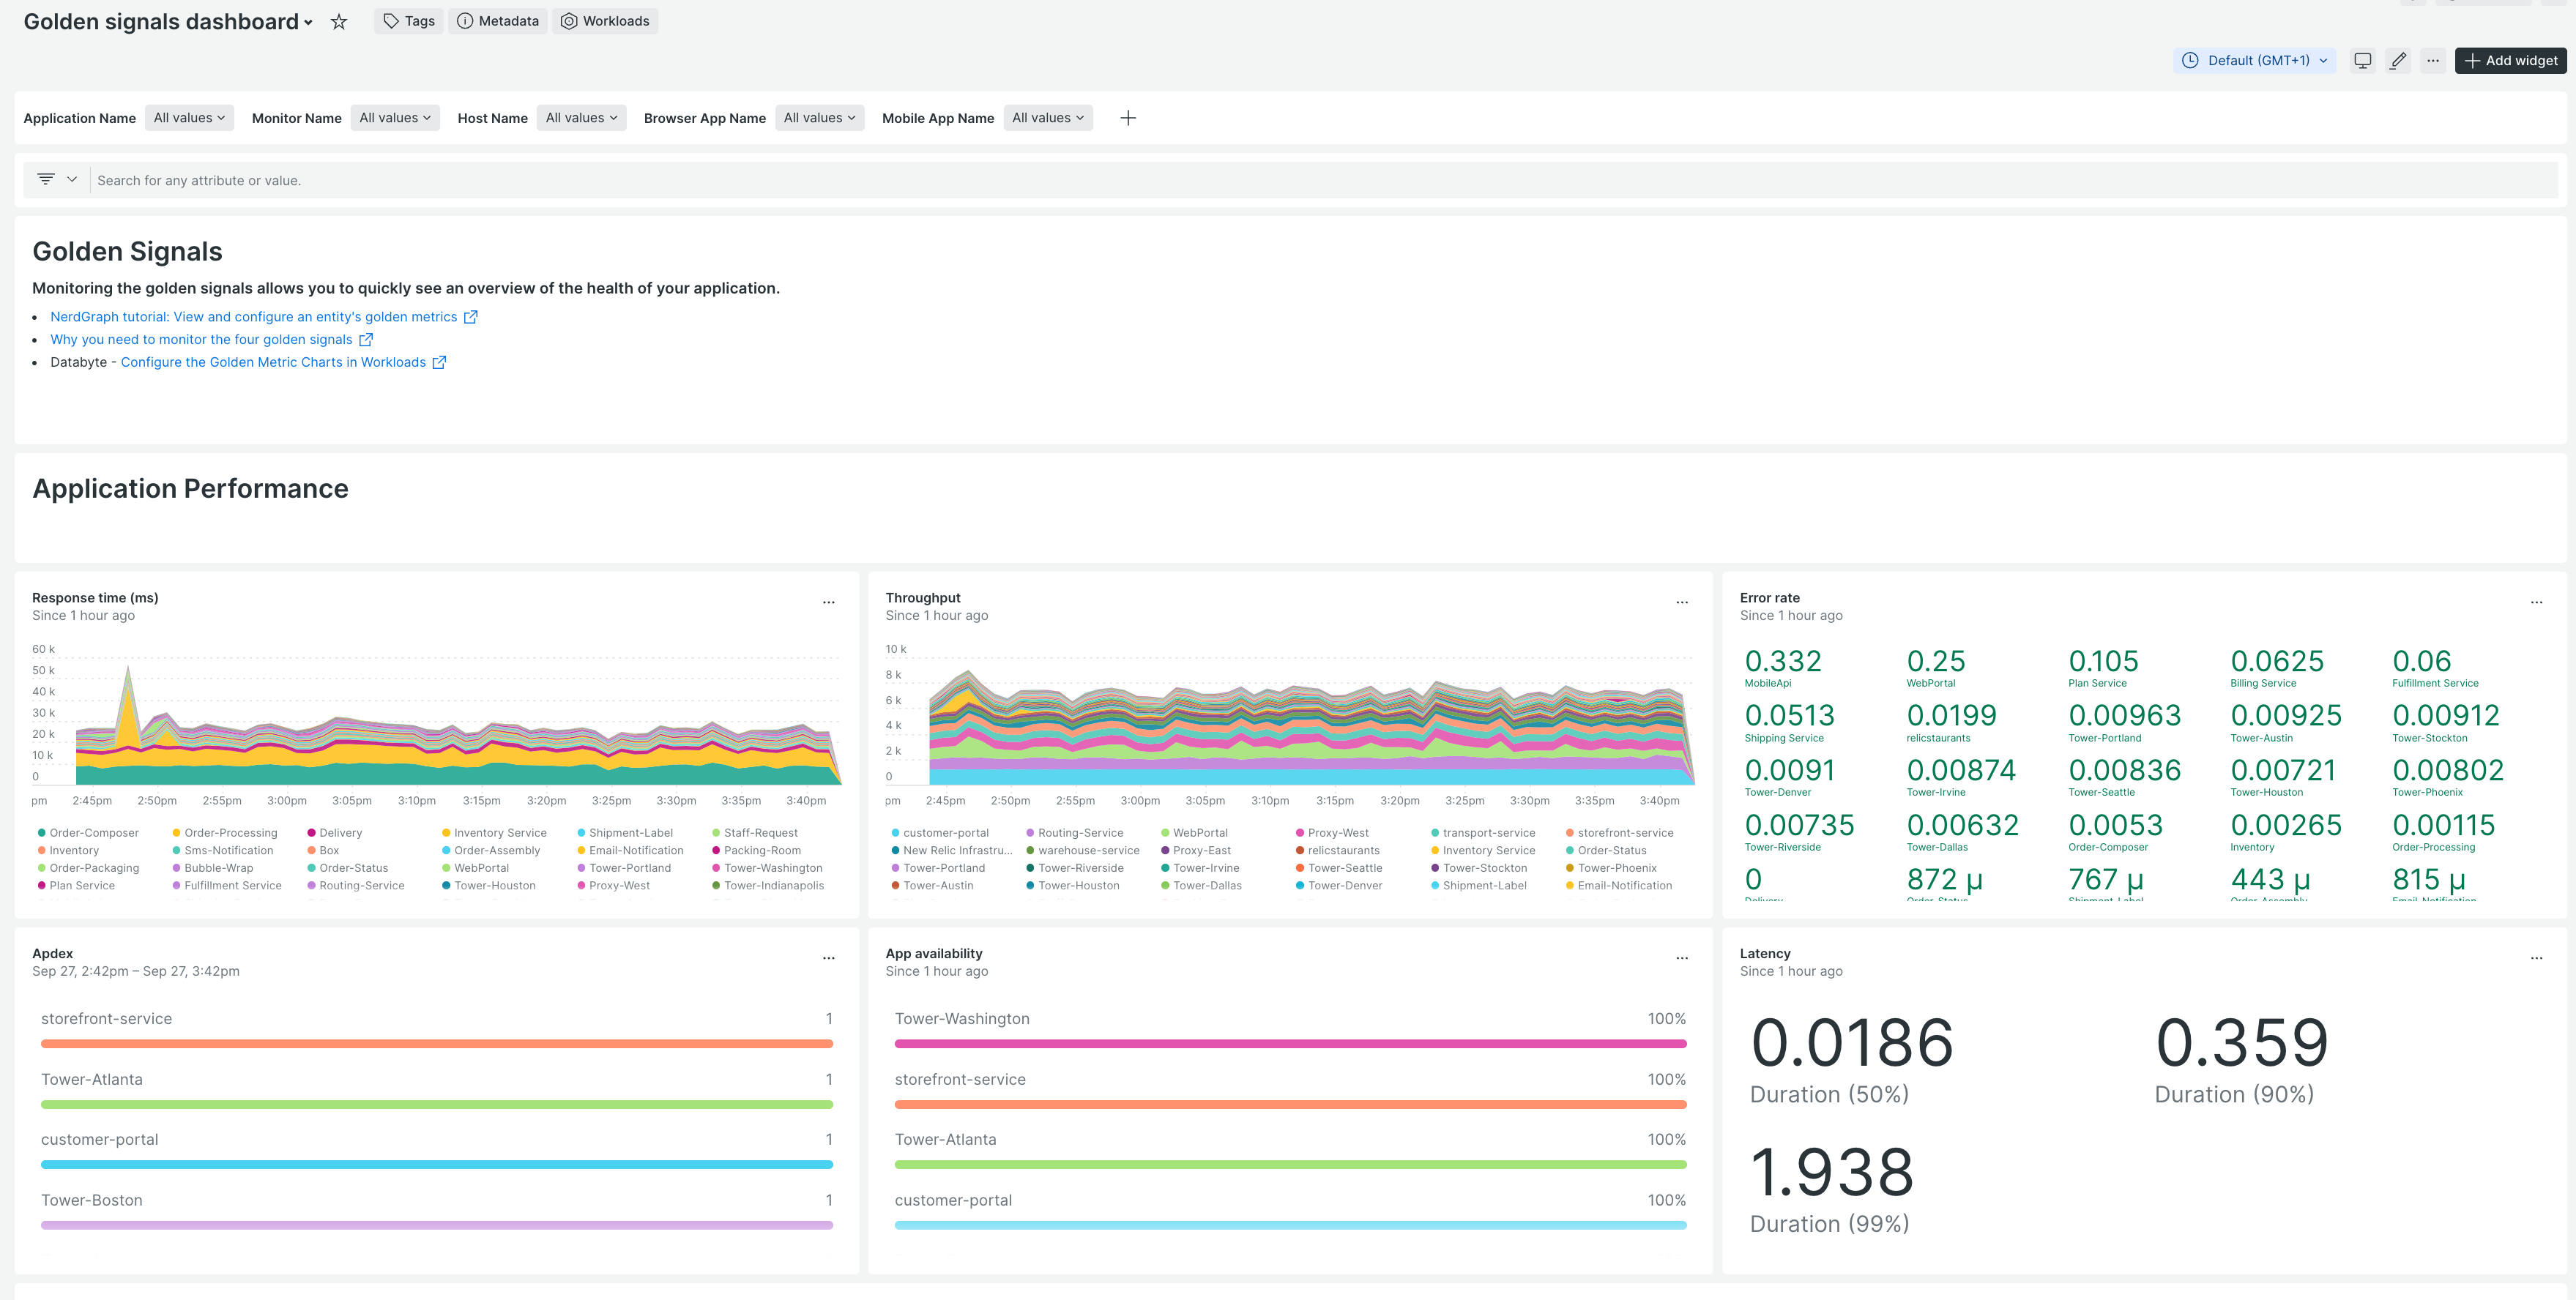 Golden signals dashboard
Tags
Metadata
Workloads
Default (GMT+1)
Add widget
Application Name All values
Monitor Name All values
Host Name All values
Browser App Name All values
Mobile App Name All values
Search for any attribute or value.
Golden Signals
Monitoring the golden signals allows you to quickly see an overview of the health of your application.
NerdGraph tutorial: View and configure an entity's golden metrics
Why you need to monitor the four golden signals
Databyte - Configure the Golden Metric Charts in Workloads
Application Performance
Response time (ms)
Since 1 hour ago
60 k
50 k
40 k
30 k
20 k
10 k
0
pm 2:45pm 2:50pm 2:55pm 3:00pm 3:05pm 3:10pm 3:15pm 3:20pm 3:25pm 3:30pm 3:35pm 3:40pm
Order-Composer Order-Processing Delivery Inventory Service Shipment-Label Staff-Request
Inventory Sms-Notification Box Order-Assembly Email-Notification Packing-Room
Order-Packaging Bubble-Wrap Order-Status WebPortal Tower-Portland Tower-Washington
Plan Service Fulfillment Service Routing-Service Tower-Houston Proxy-West Tower-Indianapolis
Throughput
Since 1 hour ago
10 k
8 k
6 k
4 k
2 k
0
pm 2:45pm 2:50pm 2:55pm 3:00pm 3:05pm 3:10pm 3:15pm 3:20pm 3:25pm 3:30pm 3:35pm 3:40pm
customer-portal Routing-Service WebPortal Proxy-West transport-service storefront-service
New Relic Infrastru... warehouse-service Proxy-East relicstaurants Inventory Service Order-Status
Tower-Portland Tower-Riverside Tower-Irvine Tower-Seattle Tower-Stockton Tower-Phoenix
Tower-Austin Tower-Houston Tower-Dallas Tower-Denver Shipment-Label Email-Notification
Error rate
Since 1 hour ago
0.332 0.25 0.105 0.0625 0.06
MobileApi WebPortal Plan Service Billing Service Fulfillment Service
0.0513 0.0199 0.00963 0.00925 0.00912
Shipping Service relicstaurants Tower-Portland Tower-Austin Tower-Stockton
0.0091 0.00874 0.00836 0.00721 0.00802
Tower-Denver Tower-Irvine Tower-Seattle Tower-Houston Tower-Phoenix
0.00735 0.00632 0.0053 0.00265 0.00115
Tower-Riverside Tower-Dallas Order-Composer Inventory Order-Processing
0 872 µ 767 µ 443 µ 815 µ
Delivery Order-Status Shipment-Label Order-Assembly Email-Notification
Apdex
Sep 27, 2:42pm – Sep 27, 3:42pm
storefront-service 1
Tower-Atlanta 1
customer-portal 1
Tower-Boston 1
App availability
Since 1 hour ago
Tower-Washington 100%
storefront-service 100%
Tower-Atlanta 100%
customer-portal 100%
Latency
Since 1 hour ago
0.0186 0.359
Duration (50%) Duration (90%)
1.938
Duration (99%)